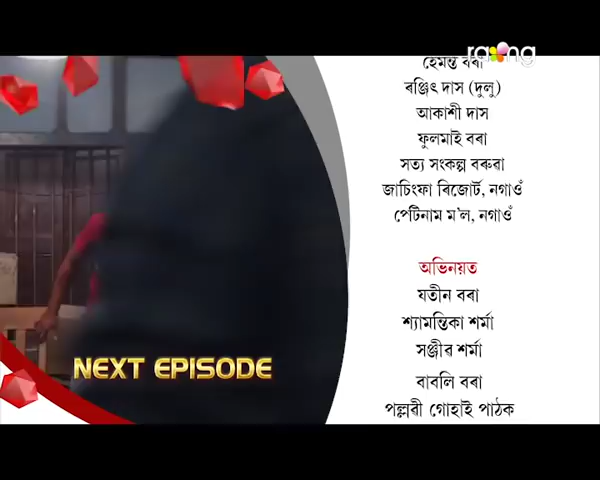 rang
হেমন্ত বৰা
ৰঞ্জিৎ দাস (দুলু)
আকাশী দাস
ফুলমাই বৰা
সত্য সংকল্প বৰুৱা
জাচিংফা ৰিজোৰ্ট, নগাওঁ
পেটিনাম ম'ল, নগাওঁ
অভিনয়ত
যতীন বৰা
শ্যামন্তিকা শৰ্মা
সঞ্জীৱ শৰ্মা
বাবলি বৰা
পল্লৱী গোহাই পাঠক
NEXT EPISODE